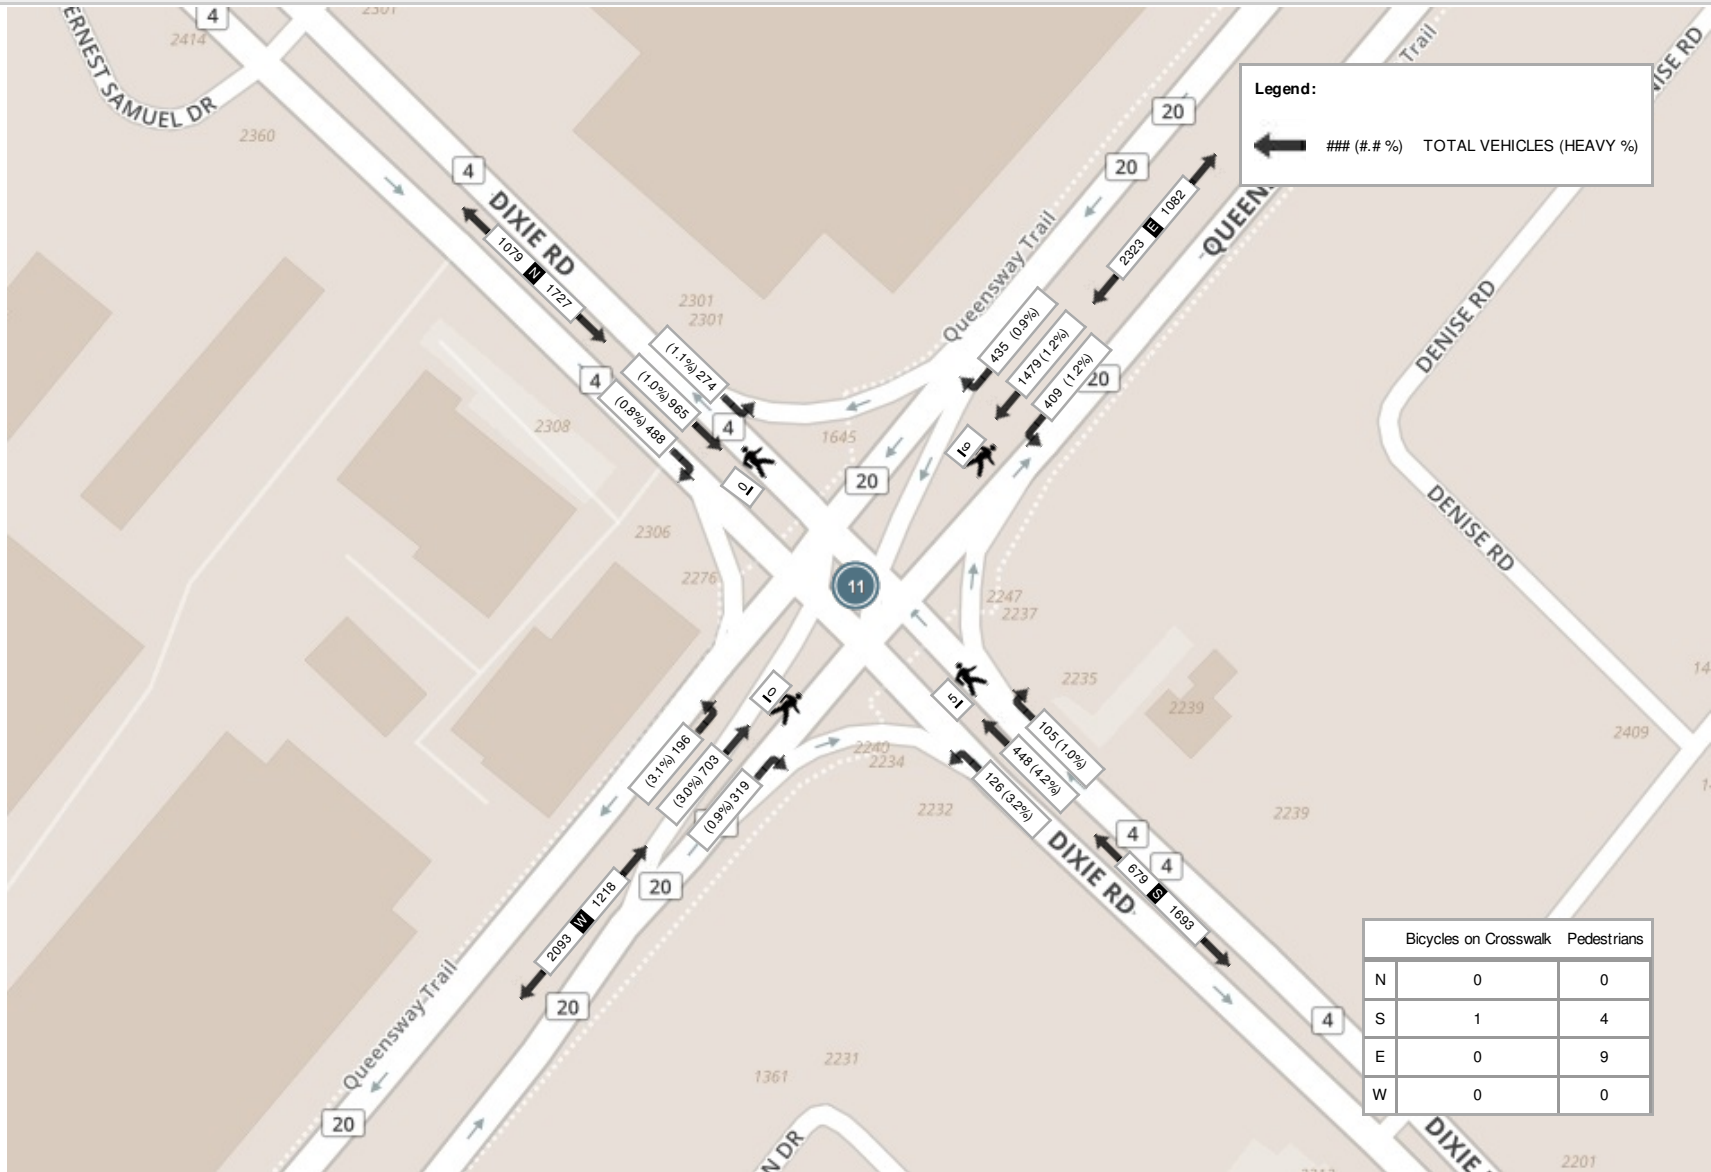 4
2301
2414
ERNEST SAMUEL DR
2360
4
DIXIE RD
20
20
Trail
Legend:
### (#.# %) TOTAL VEHICLES (HEAVY %)
1079 N 1727
2323 E 1082
Queensway Trail
2301
2301
4
(1.1%) 274
(1.0%) 965
(0.8%) 488
435 (0.9%)
1479 (1.2%)
409 (1.2%)
20
4
2308
1645
20
9
0
DENISE RD
DENISE RD
2306
2276
11
2247
2237
2235
2239
0
5
(3.1%) 196
(3.0%) 703
(0.9%) 319
105 (1.0%)
448 (4.2%)
126 (3.2%)
2240
2234
2232
2409
2239
DIXIE RD
4
4
2093 W 1218
20
679 S 1693
20
Queensway Trail
20
2231
1361
4
Bicycles on Crosswalk Pedestrians
N 0 0
S 1 4
E 0 9
W 0 0
DIXIE
N DR
2201